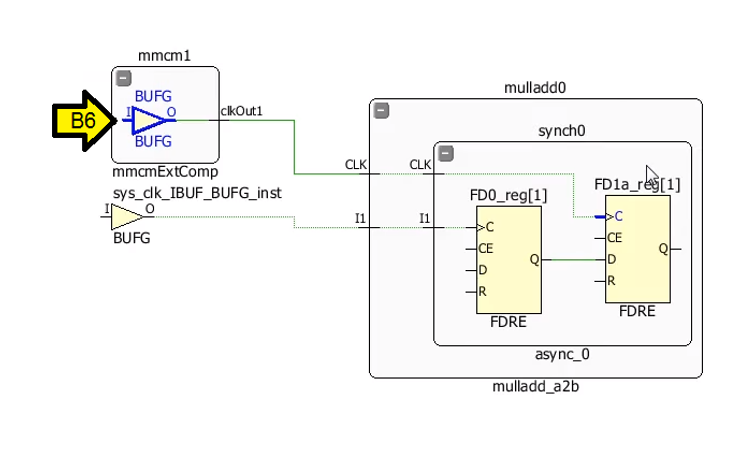 mmcm1
BUFG
I
O
BUFG
clkOut1
B6
mmcmExtComp
sys_clk_IBUF_BUFG_inst
I
O
BUFG
mulladd0
synch0
CLK
CLK
I1
I1
FD0_reg[1]
C
CE
D
R
Q
FDRE
FD1a_reg[1]
C
CE
D
R
Q
FDRE
async_0
mulladd_a2b